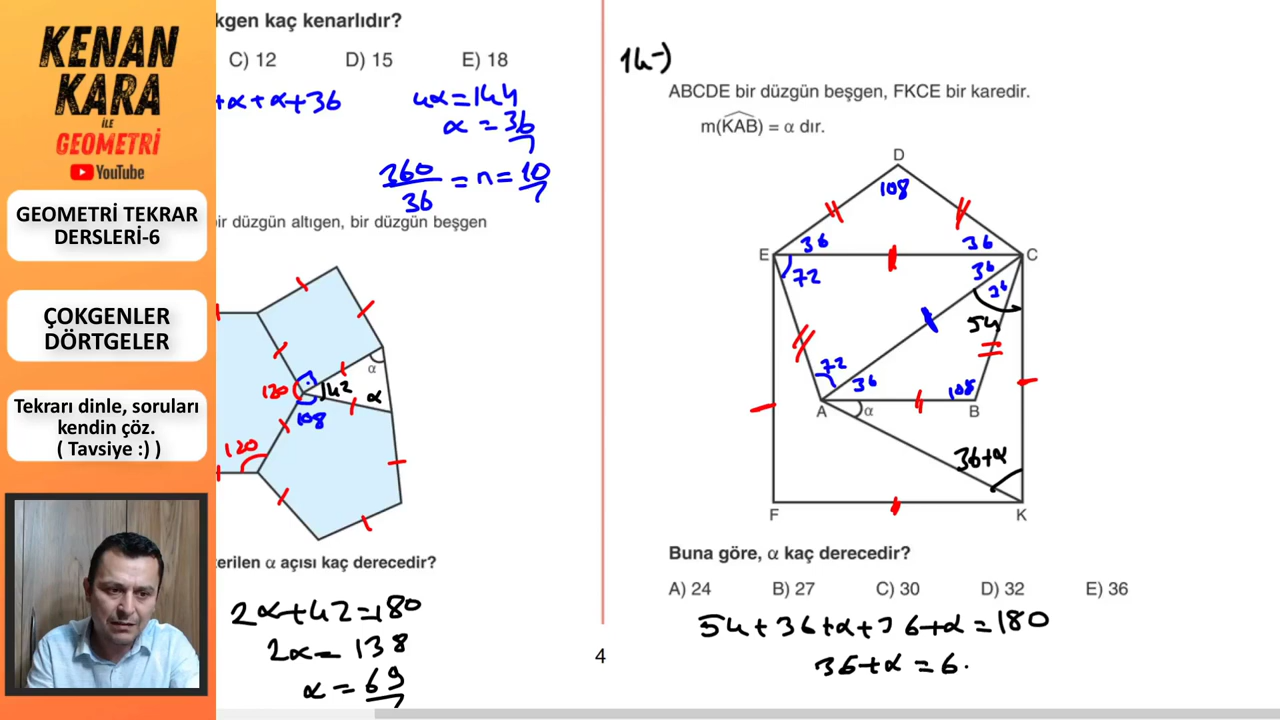 KENAN
KARA
İLE
GEOMETRİ
YouTube
GEOMETRİ TEKRAR
DERSLERİ-6
ÇOKGENLER
DÖRTGELER
Tekrarı dinle, soruları
kendin çöz.
( Tavsiye :) )
kgen kaç kenarlıdır?
C) 12 D) 15 E) 18
+α+α+36
4α=144
α=36
360/36 = n = 10
ir düzgün altıgen, bir düzgün beşgen
120
142
α
α
108
120
erilen α açısı kaç derecedir?
2α+42=180
2α=138
α=69
4
14-)
ABCDE bir düzgün beşgen, FKCE bir karedir.
m(KAB) = α dır.
D
108
E
36
36
C
72
36
36
54
72
36
108
A
α
B
36+α
F
K
Buna göre, α kaç derecedir?
A) 24 B) 27 C) 30 D) 32 E) 36
54+36+α+36+α=180
36+α=6